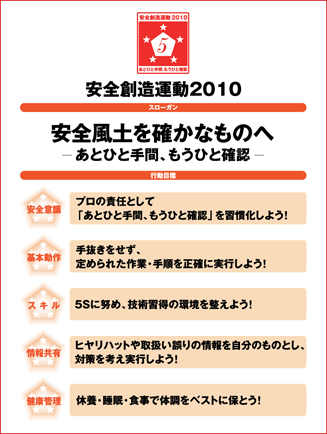 安全創造運動2010
5
あとひと手間、もうひと確認
安全創造運動2010
スローガン
安全風土を確かなものへ
― あとひと手間、もうひと確認 ―
行動目標
安全意識
プロの責任として
「あとひと手間、もうひと確認」を習慣化しよう!
基本動作
手抜きをせず、
定められた作業・手順を正確に実行しよう!
スキル
5Sに努め、技術習得の環境を整えよう!
情報共有
ヒヤリハットや取扱い誤りの情報を自分のものとし、
対策を考え実行しよう!
健康管理
休養・睡眠・食事で体調をベストに保とう!